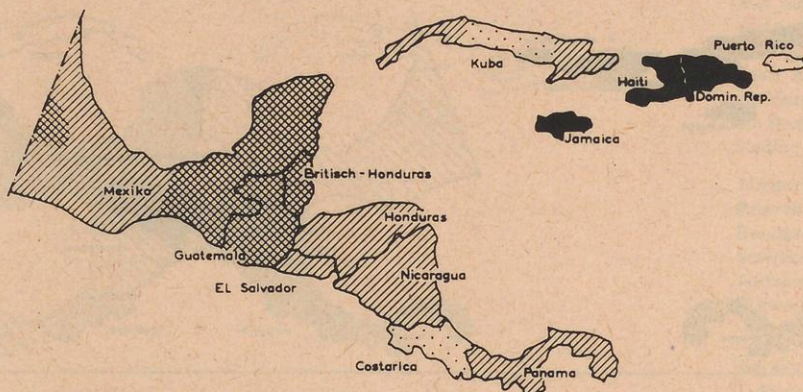 Puerto Rico
Kuba
Haiti
Domin. Rep.
Jamaica
Britisch-Honduras
Mexiko
Honduras
Guatemala
Nicaragua
EL Salvador
Costarica
Panama